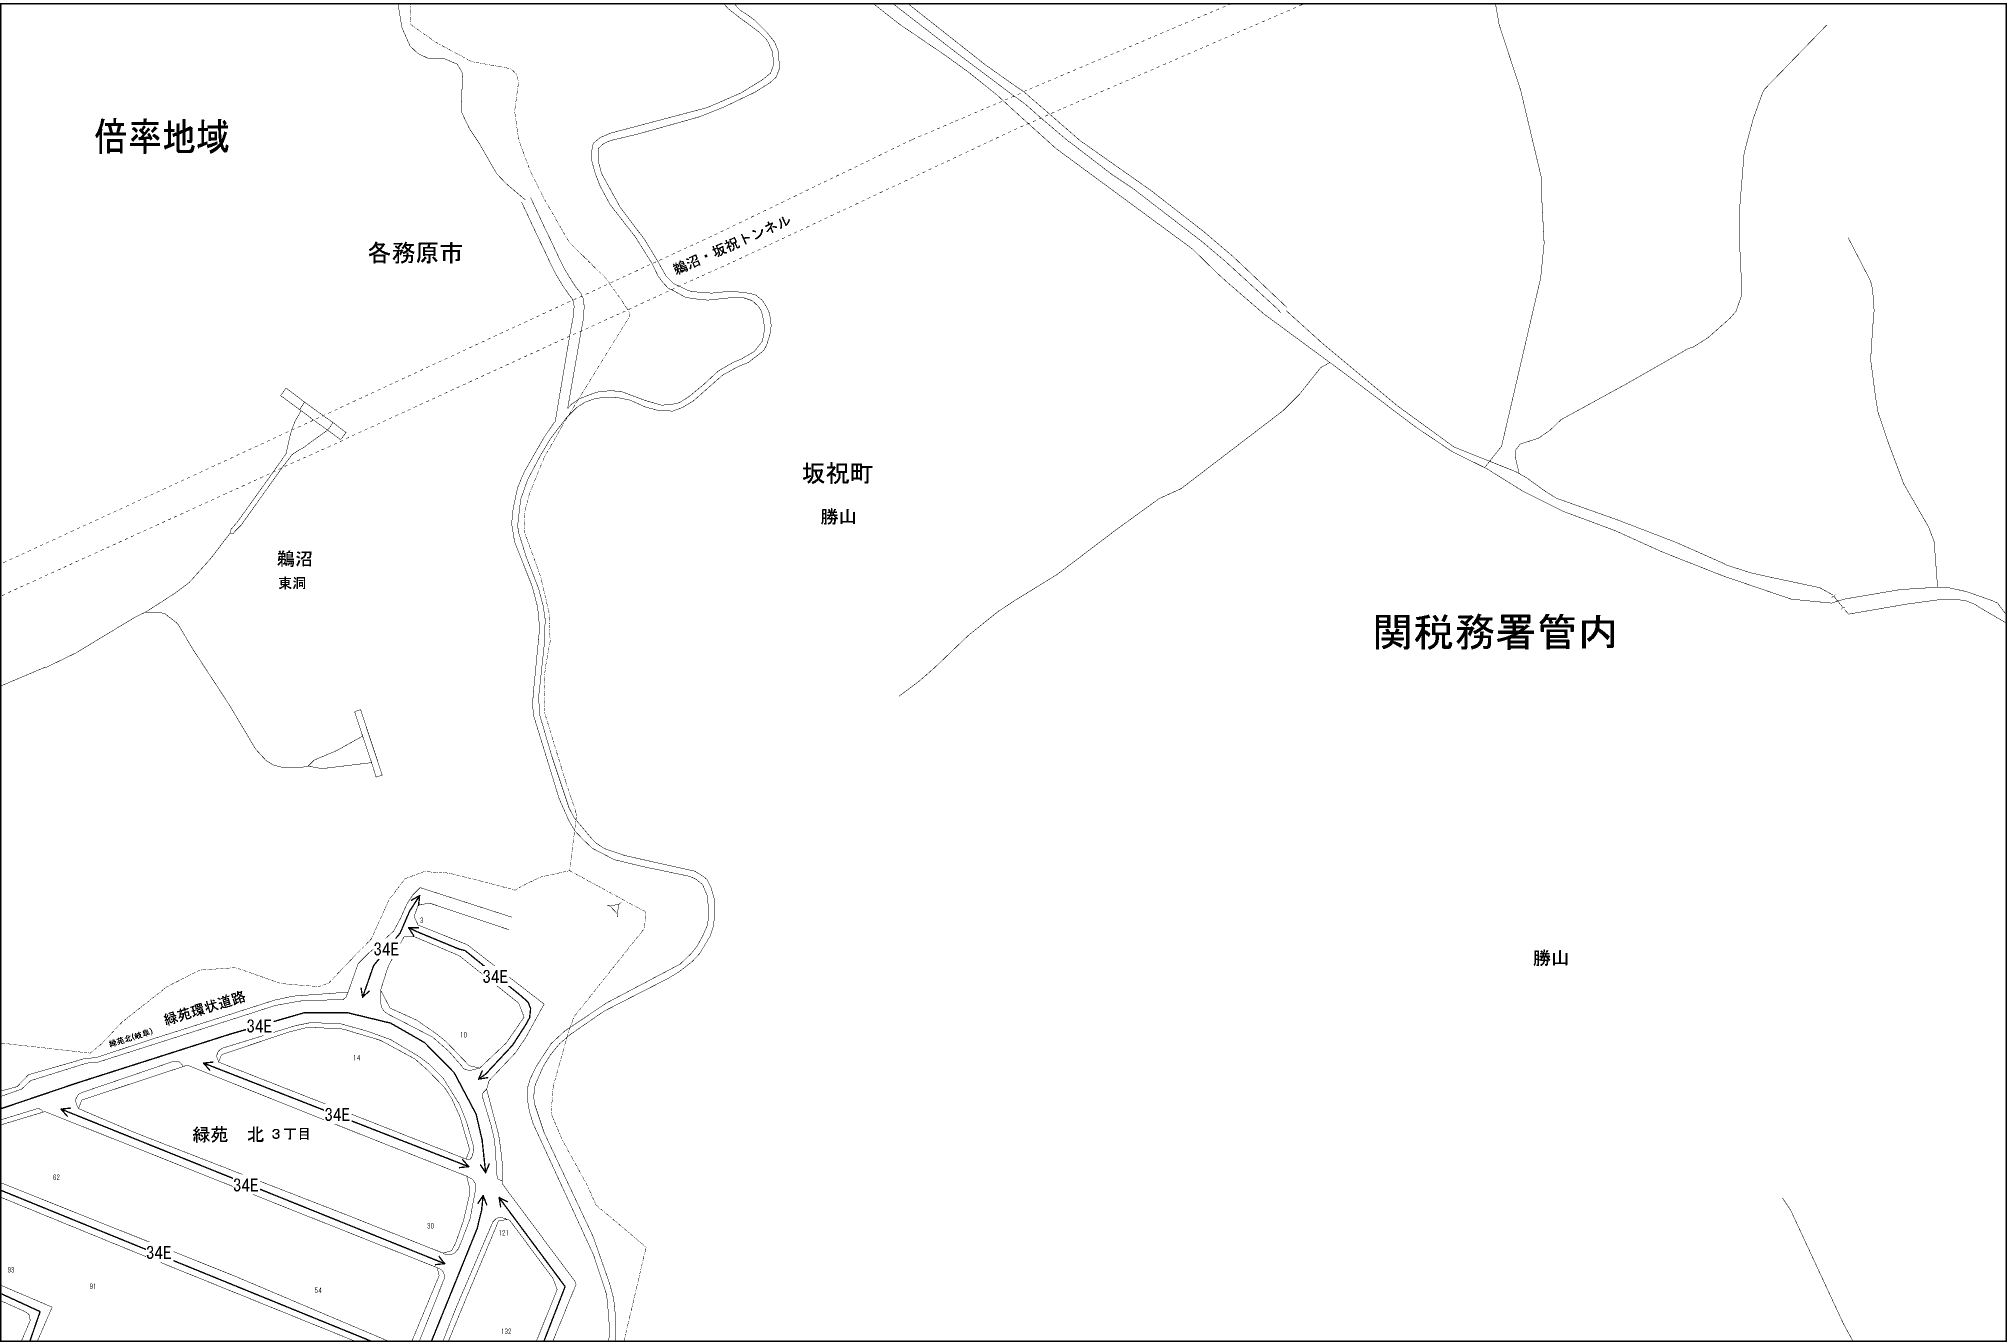 倍率地域
各務原市
鵜沼・坂祝トンネル
坂祝町
勝山
鵜沼
東洞
関税務署管内
3
34E
34E
勝山
緑苑環状道路
緑苑北(岐阜)
34E
10
14
34E
緑苑 北 3丁目
62
34E
30
121
34E
93
91
54
132